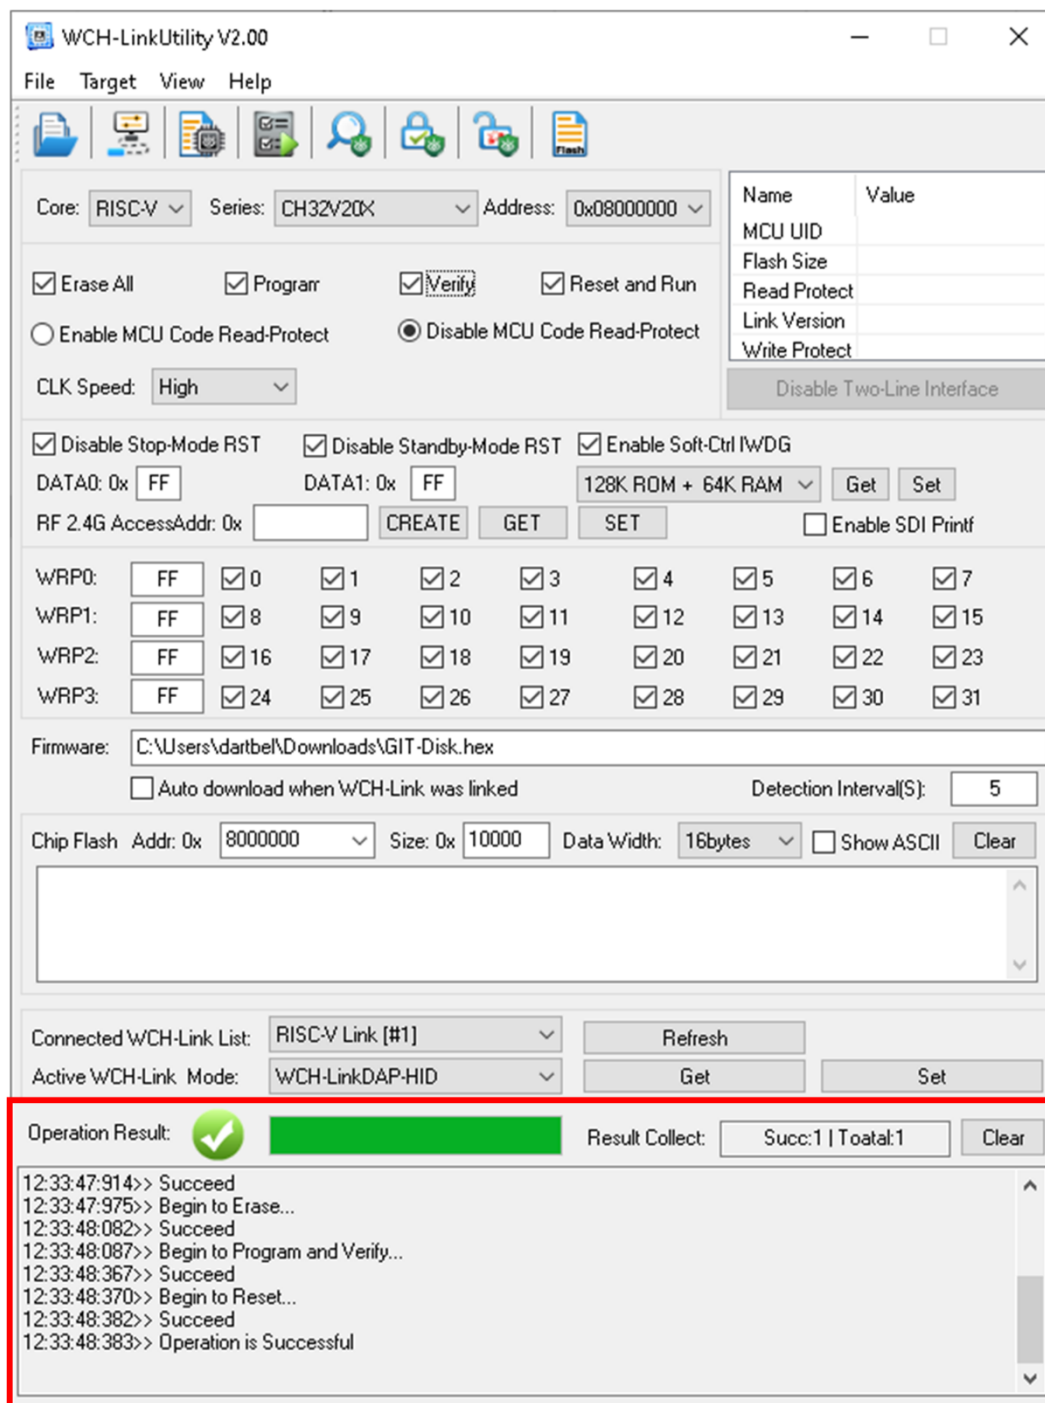 WCH-LinkUtility V2.00
File Target View Help
Flash
Core: RISC-V Series: CH32V20X Address: 0x08000000
Name Value
MCU UID
Flash Size
Read Protect
Link Version
Write Protect
Disable Two-Line Interface
Erase All Program Verify Reset and Run
Enable MCU Code Read-Protect Disable MCU Code Read-Protect
CLK Speed: High
Disable Stop-Mode RST Disable Standby-Mode RST Enable Soft-Ctrl IWDG
DATA0: 0x FF DATA1: 0x FF 128K ROM + 64K RAM Get Set
RF 2.4G AccessAddr: 0x CREATE GET SET Enable SDI Printf
WRP0: FF 0 1 2 3 4 5 6 7
WRP1: FF 8 9 10 11 12 13 14 15
WRP2: FF 16 17 18 19 20 21 22 23
WRP3: FF 24 25 26 27 28 29 30 31
Firmware: C:\Users\dartbel\Downloads\GIT-Disk.hex
Auto download when WCH-Link was linked Detection Interval(S): 5
Chip Flash Addr: 0x 8000000 Size: 0x 10000 Data Width: 16bytes Show ASCII Clear
Connected WCH-Link List: RISC-V Link [#1] Refresh
Active WCH-Link Mode: WCH-LinkDAP-HID Get Set
Operation Result: Result Collect: Succ:1 | Toatal:1 Clear
12:33:47:914>> Succeed
12:33:47:975>> Begin to Erase...
12:33:48:082>> Succeed
12:33:48:087>> Begin to Program and Verify...
12:33:48:367>> Succeed
12:33:48:370>> Begin to Reset...
12:33:48:382>> Succeed
12:33:48:383>> Operation is Successful